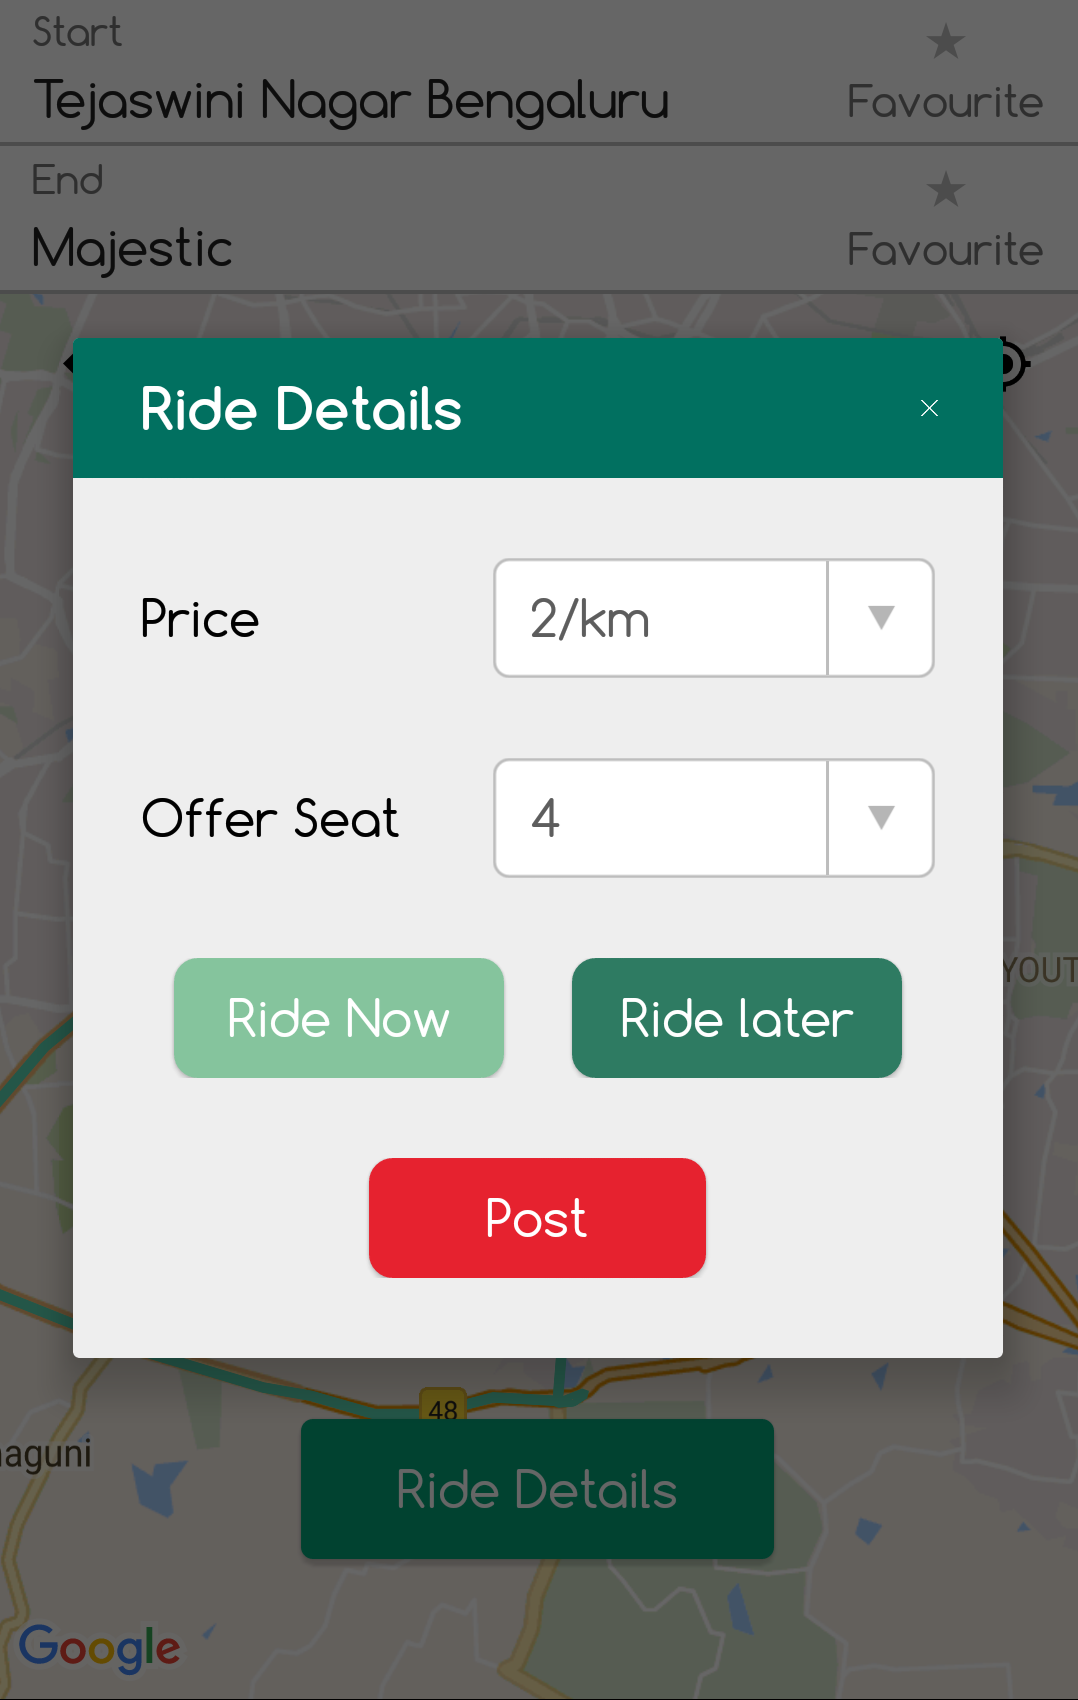 Start
Tejaswini Nagar Bengaluru
Favourite
End
Majestic
Favourite
Ride Details
Price
2/km
Offer Seat
4
YOUT
Ride Now
Ride later
Post
48
naguni
Ride Details
Google